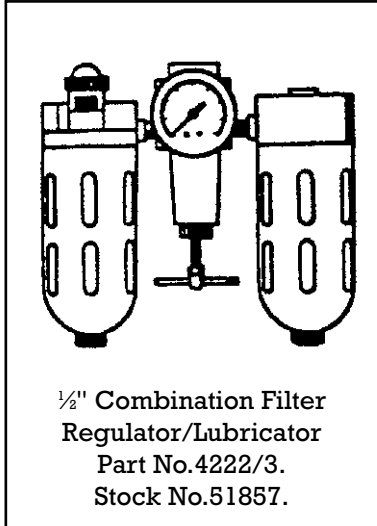 ½" Combination Filter
Regulator/Lubricator
Part No.4222/3.
Stock No.51857.